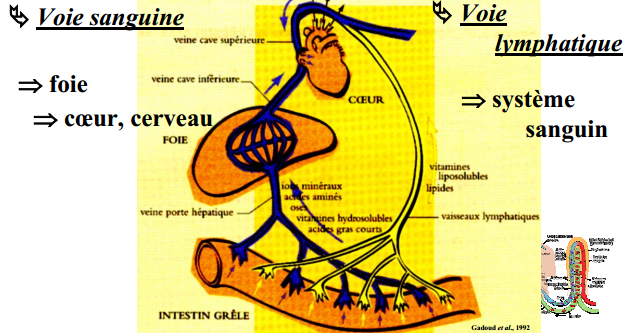 Voie sanguine
⇒ foie
⇒ cœur, cerveau
Voie
lymphatique
⇒ système
sanguin
veine cave supérieure
veine cave inférieure
CŒUR
FOIE
ions minéraux
acides aminés
oses
vitamines hydrosolubles
acides gras courts
veine porte hépatique
vitamines
liposolubles
lipides
vaisseaux lymphatiques
INTESTIN GRÊLE
Gadoud et al., 1992